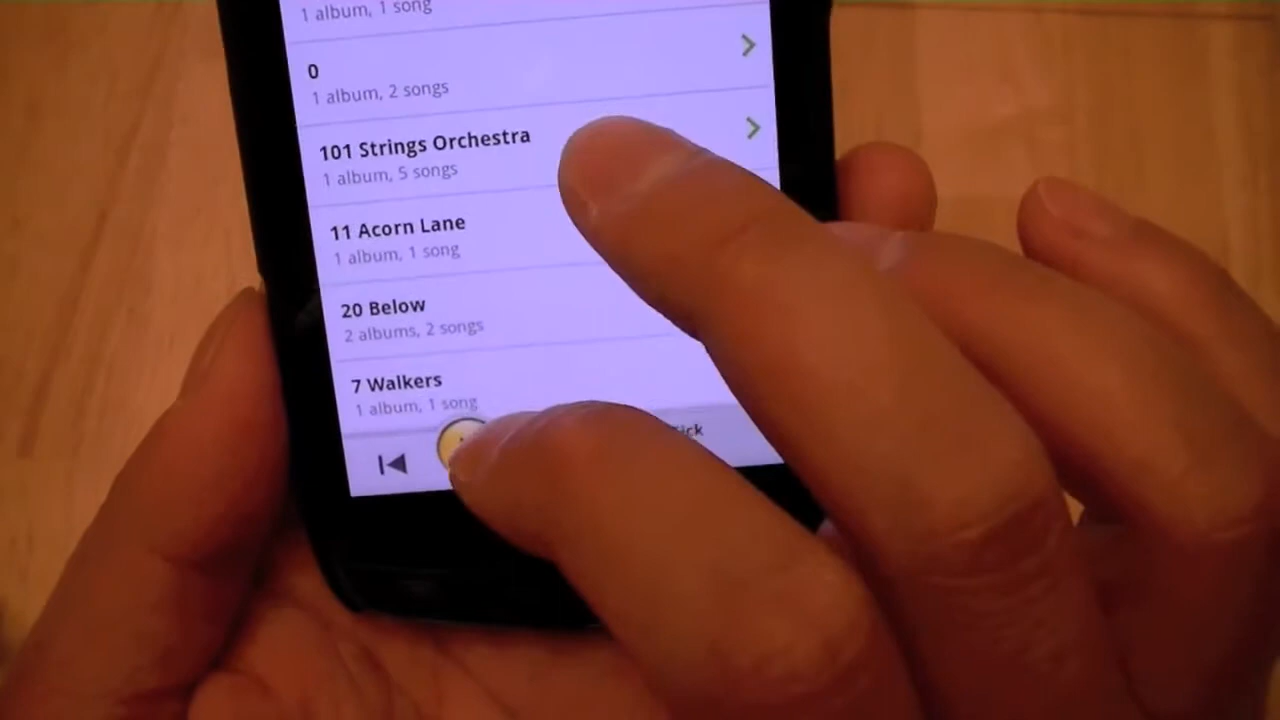 1 album, 1 song
0
1 album, 2 songs
101 Strings Orchestra
1 album, 5 songs
11 Acorn Lane
1 album, 1 song
20 Below
2 albums, 2 songs
7 Walkers
1 album, 1 song